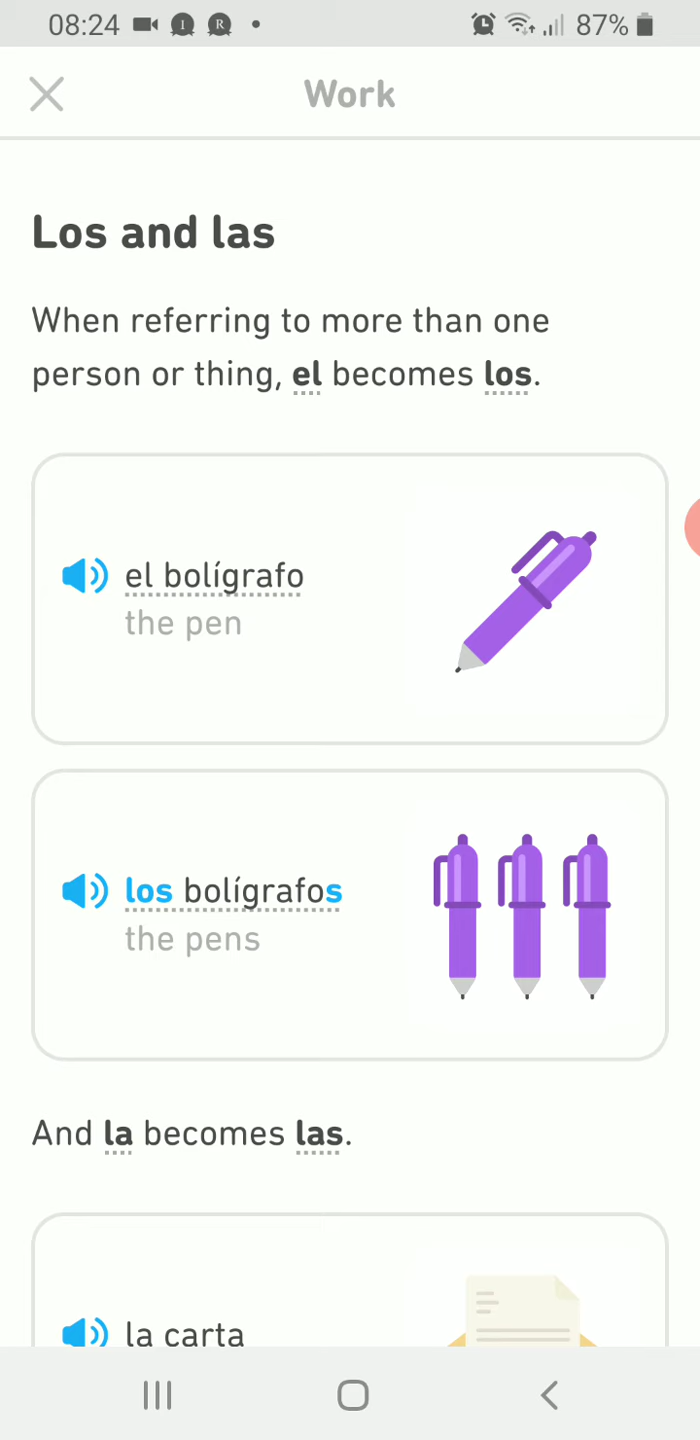 08:24
87%
Work
Los and las
When referring to more than one
person or thing, el becomes los.
el bolígrafo
the pen
los bolígrafos
the pens
And la becomes las.
la carta